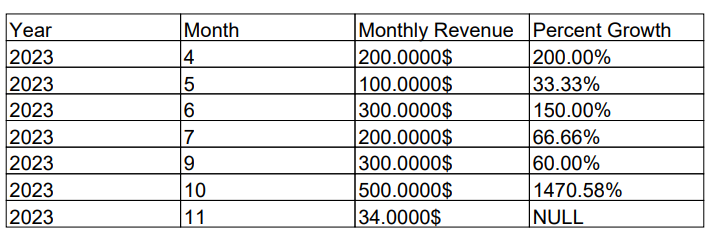 Year Month Monthly Revenue Percent Growth
2023 4 200.0000$ 200.00%
2023 5 100.0000$ 33.33%
2023 6 300.0000$ 150.00%
2023 7 200.0000$ 66.66%
2023 9 300.0000$ 60.00%
2023 10 500.0000$ 1470.58%
2023 11 34.0000$ NULL